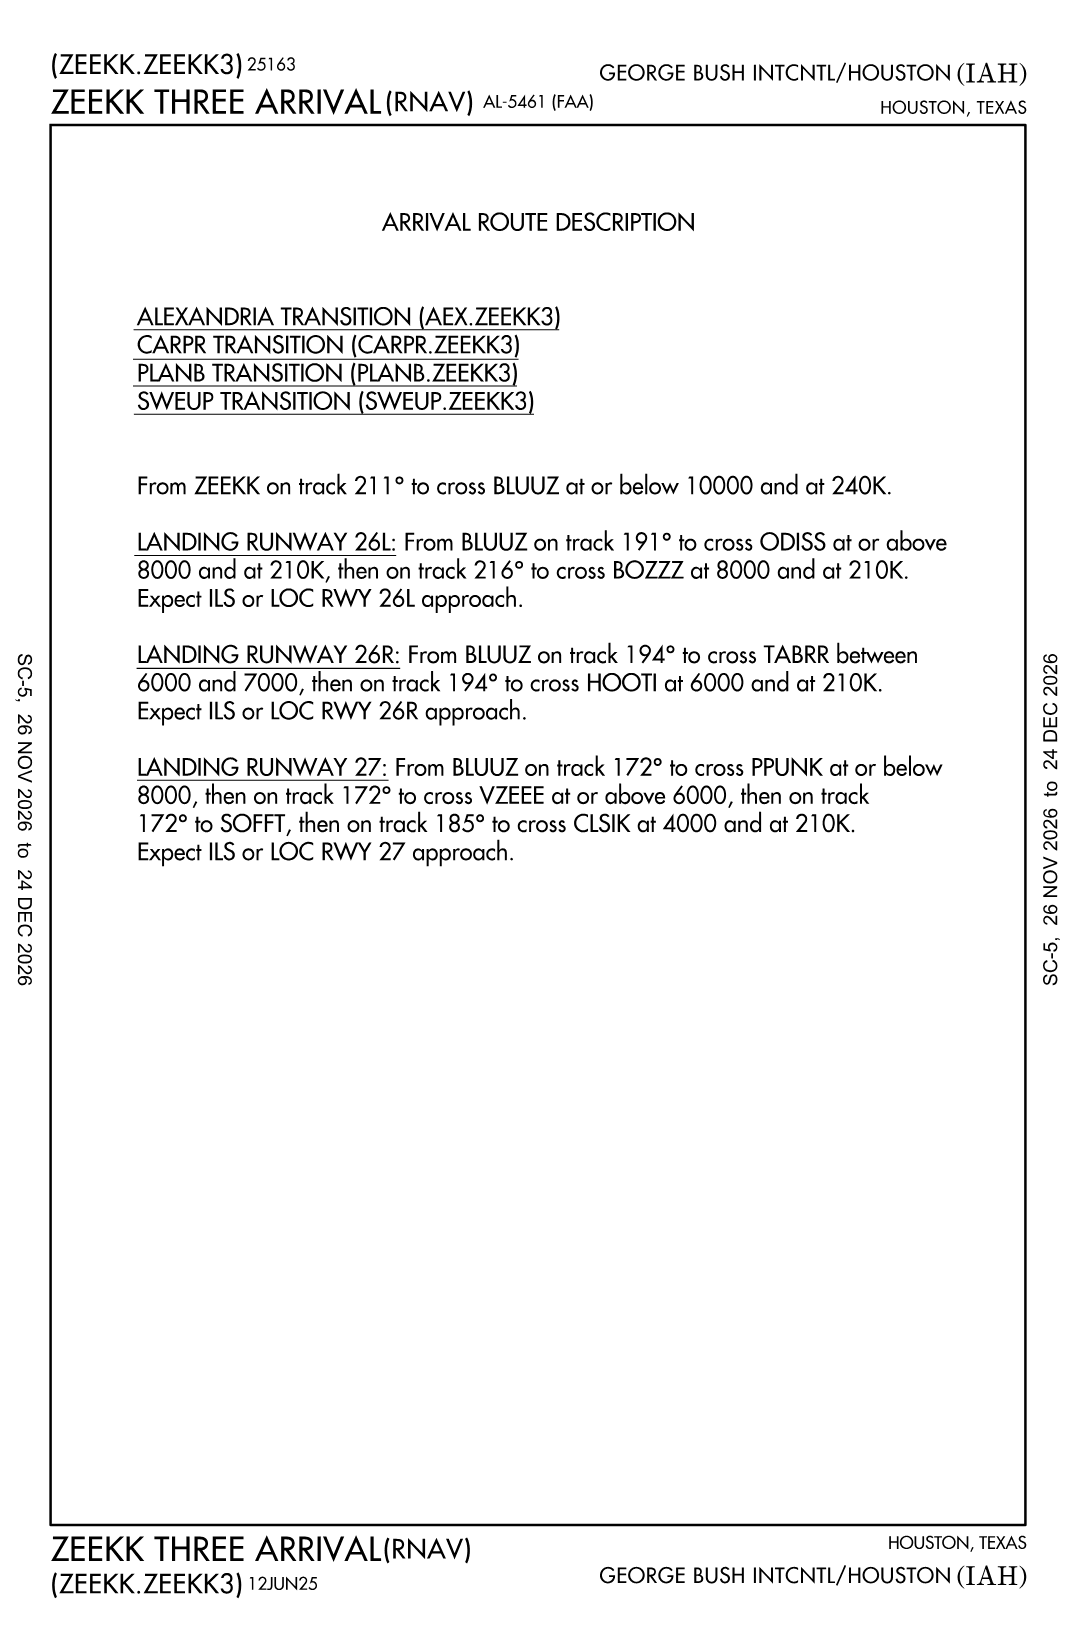 (ZEEKK.ZEEKK3) 25163
ZEEKK THREE ARRIVAL (RNAV) AL-5461 (FAA)
GEORGE BUSH INTCNTL/HOUSTON (IAH)
HOUSTON, TEXAS
ARRIVAL ROUTE DESCRIPTION
ALEXANDRIA TRANSITION (AEX.ZEEKK3)
CARPR TRANSITION (CARPR.ZEEKK3)
PLANB TRANSITION (PLANB.ZEEKK3)
SWEUP TRANSITION (SWEUP.ZEEKK3)
From ZEEKK on track 211° to cross BLUUZ at or below 10000 and at 240K.
LANDING RUNWAY 26L: From BLUUZ on track 191° to cross ODISS at or above
8000 and at 210K, then on track 216° to cross BOZZZ at 8000 and at 210K.
Expect ILS or LOC RWY 26L approach.
LANDING RUNWAY 26R: From BLUUZ on track 194° to cross TABRR between
6000 and 7000, then on track 194° to cross HOOTI at 6000 and at 210K.
Expect ILS or LOC RWY 26R approach.
LANDING RUNWAY 27: From BLUUZ on track 172° to cross PPUNK at or below
8000, then on track 172° to cross VZEEE at or above 6000, then on track
172° to SOFFT, then on track 185° to cross CLSIK at 4000 and at 210K.
Expect ILS or LOC RWY 27 approach.
SC-5, 26 NOV 2026 to 24 DEC 2026
SC-5, 26 NOV 2026 to 24 DEC 2026
ZEEKK THREE ARRIVAL (RNAV)
(ZEEKK.ZEEKK3) 12JUN25
HOUSTON, TEXAS
GEORGE BUSH INTCNTL/HOUSTON (IAH)